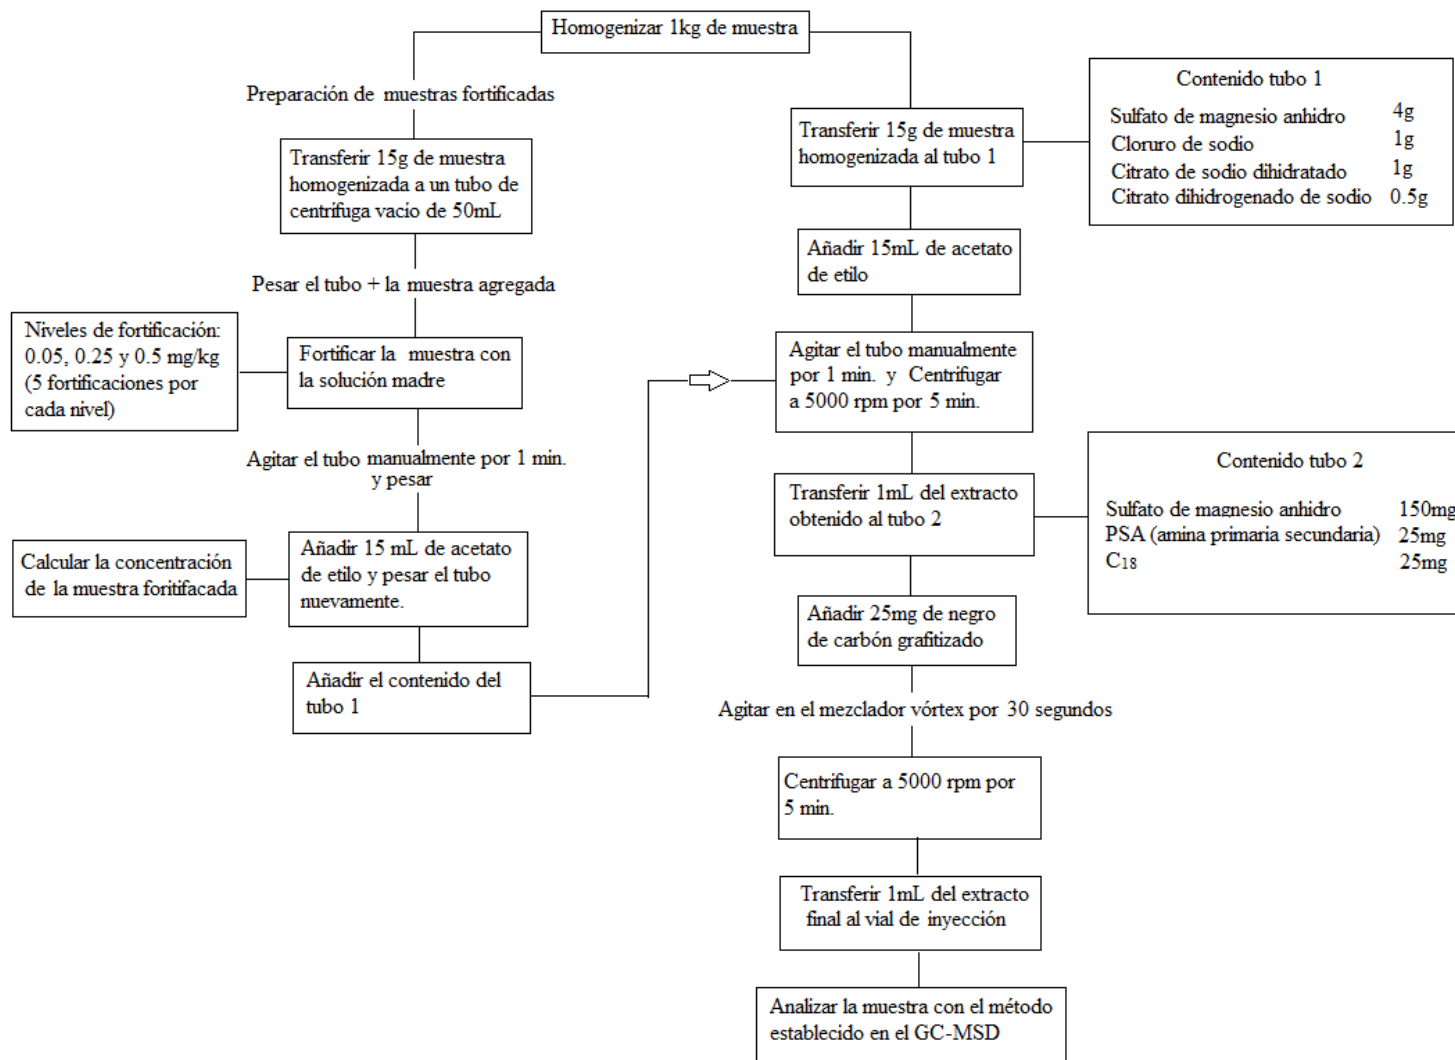 Homogenizar 1kg de muestra
Preparación de muestras fortificadas
Transferir 15g de muestra
homogenizada a un tubo de
centrifuga vacío de 50mL
Pesar el tubo + la muestra agregada
Niveles de fortificación:
0.05, 0.25 y 0.5 mg/kg
(5 fortificaciones por
cada nivel)
Fortificar la muestra con
la solución madre
Agitar el tubo manualmente por 1 min.
y pesar
Calcular la concentración
de la muestra foritifacada
Añadir 15 mL de acetato
de etilo y pesar el tubo
nuevamente.
Añadir el contenido del
tubo 1
Transferir 15g de muestra
homogenizada al tubo 1
Contenido tubo 1
Sulfato de magnesio anhidro 4g
Cloruro de sodio 1g
Citrato de sodio dihidratado 1g
Citrato dihidrogenado de sodio 0.5g
Añadir 15mL de acetato
de etilo
Agitar el tubo manualmente
por 1 min. y Centrifugar
a 5000 rpm por 5 min.
Transferir 1mL del extracto
obtenido al tubo 2
Contenido tubo 2
Sulfato de magnesio anhidro 150mg
PSA (amina primaria secundaria) 25mg
C18 25mg
Añadir 25mg de negro
de carbón grafitizado
Agitar en el mezclador vórtex por 30 segundos
Centrifugar a 5000 rpm por
5 min.
Transferir 1mL del extracto
final al vial de inyección
Analizar la muestra con el método
establecido en el GC-MSD